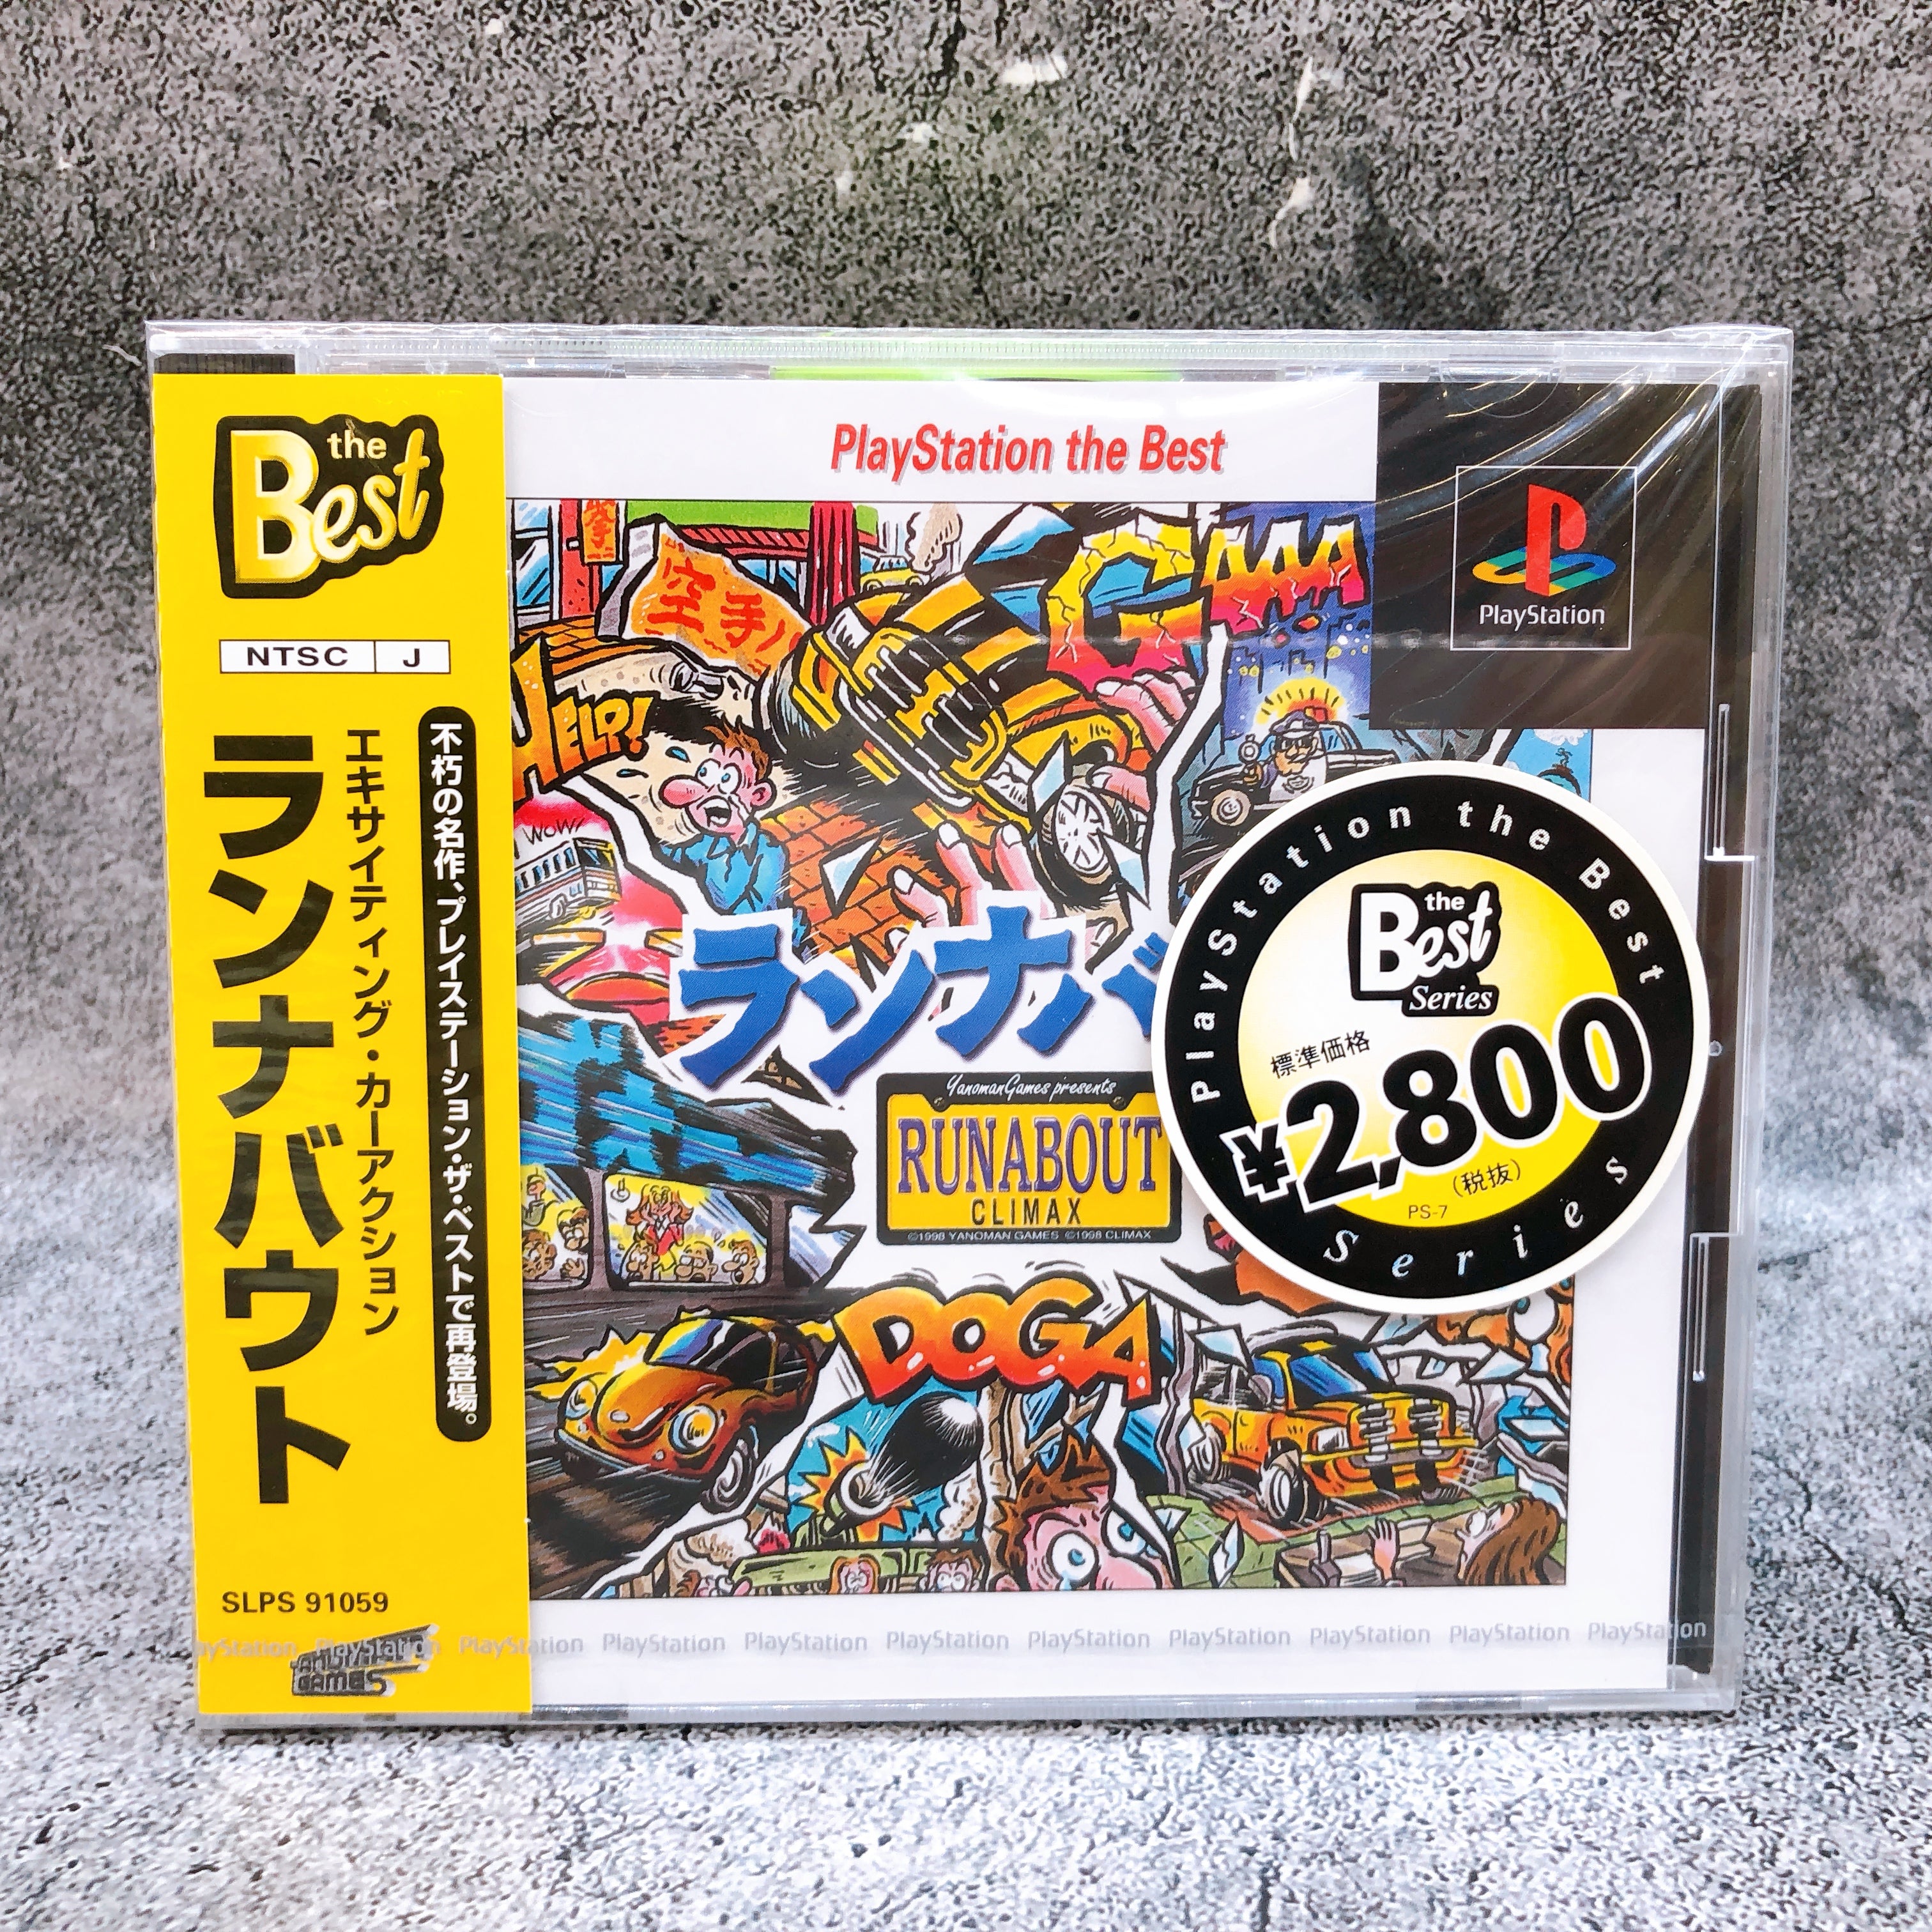 the Best
NTSC J
不朽の名作、プレイステーション・ザ・ベストで再登場。
エキサイティング・カーアクション
ランナバウト
SLPS 91059
GAMES
PlayStation the Best
PlayStation
GAAAA
空手
拳
HELP!
WOW!
ランナバ
YanomanGames presents
RUNABOUT
CLIMAX
©1998 YANOMAN GAMES ©1998 CLIMAX
DOGA
PlayStation the Best
the Best
Series
標準価格
¥2,800
(税抜)
PS-7
Series
PlayStation PlayStation PlayStation PlayStation PlayStation PlayStation PlayStation PlayStation PlayStation PlayStation